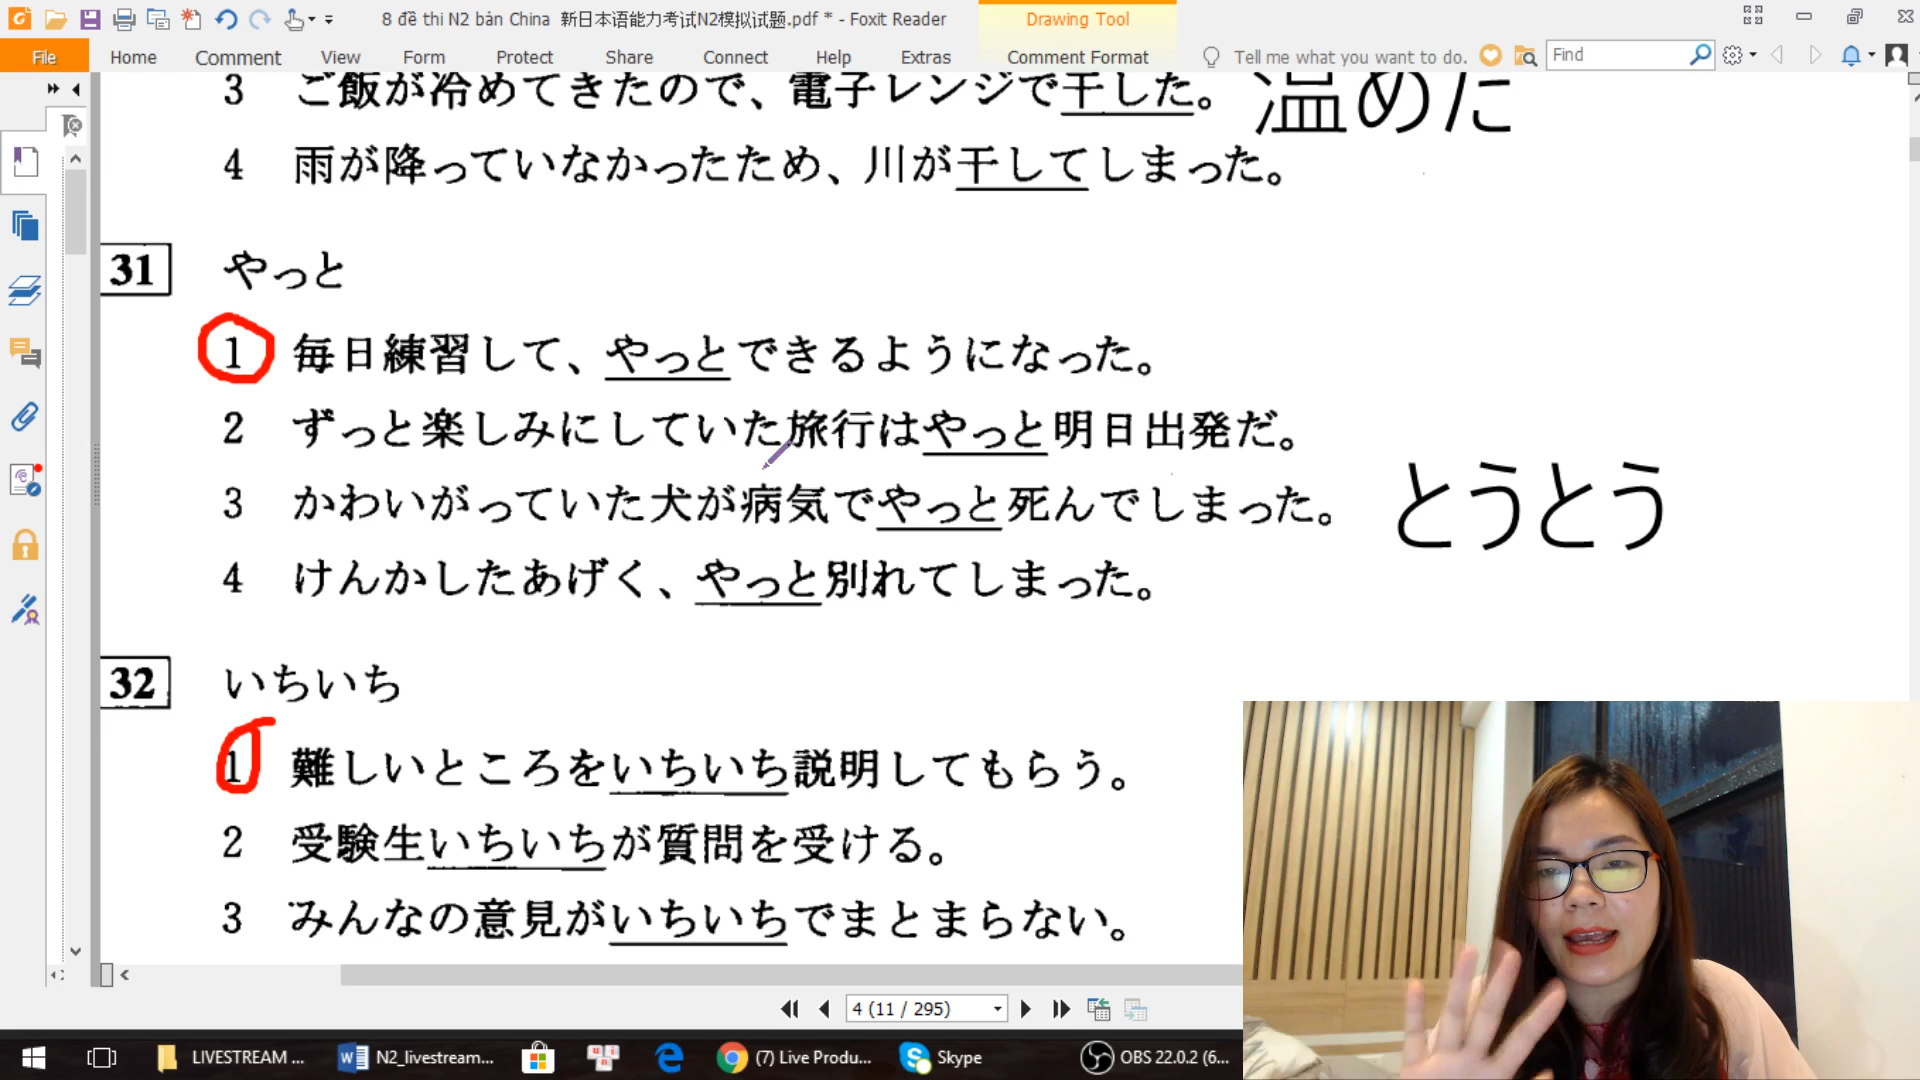 8 đề thi N2 bản China 新日本语能力考试N2模拟试题.pdf * - Foxit Reader
Drawing Tool
File Home Comment View Form Protect Share Connect Help Extras Comment Format Tell me what you want to do. Find
3 ご飯が冷めてきたので、電子レンジで干した。 温めた
4 雨が降っていなかったため、川が干してしまった。
31 やっと
1 毎日練習して、やっとできるようになった。
2 ずっと楽しみにしていた旅行はやっと明日出発だ。
3 かわいがっていた犬が病気でやっと死んでしまった。 とうとう
4 けんかしたあげく、やっと別れてしまった。
32 いちいち
1 難しいところをいちいち説明してもらう。
2 受験生いちいちが質問を受ける。
3 みんなの意見がいちいちでまとまらない。
4 (11 / 295)
LIVESTREAM ... N2_livestream... (7) Live Produ... Skype OBS 22.0.2 (6...